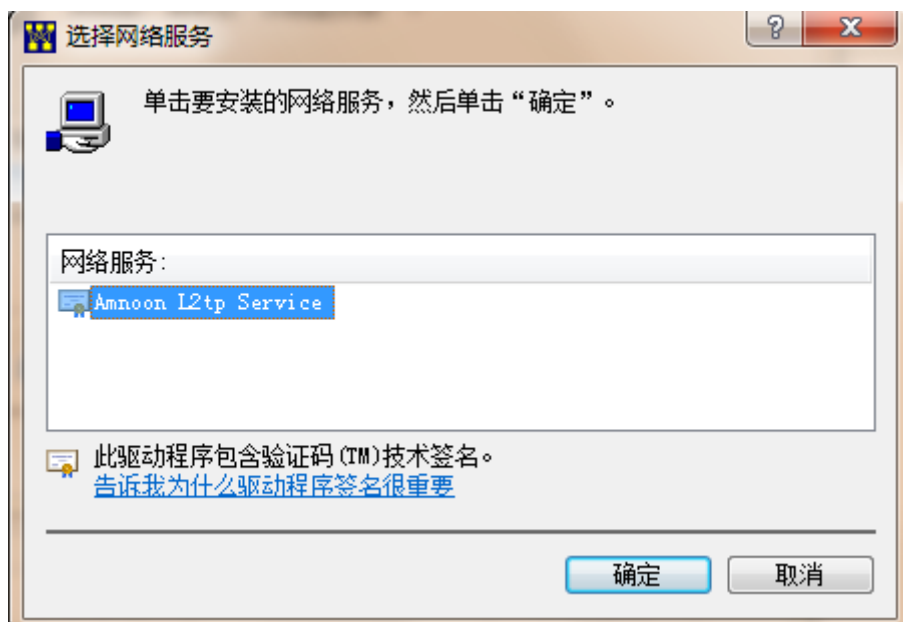 选择网络服务
单击要安装的网络服务，然后单击“确定”。
网络服务:
Amnoon L2tp Service
此驱动程序包含验证码(TM)技术签名。
告诉我为什么驱动程序签名很重要
确定
取消